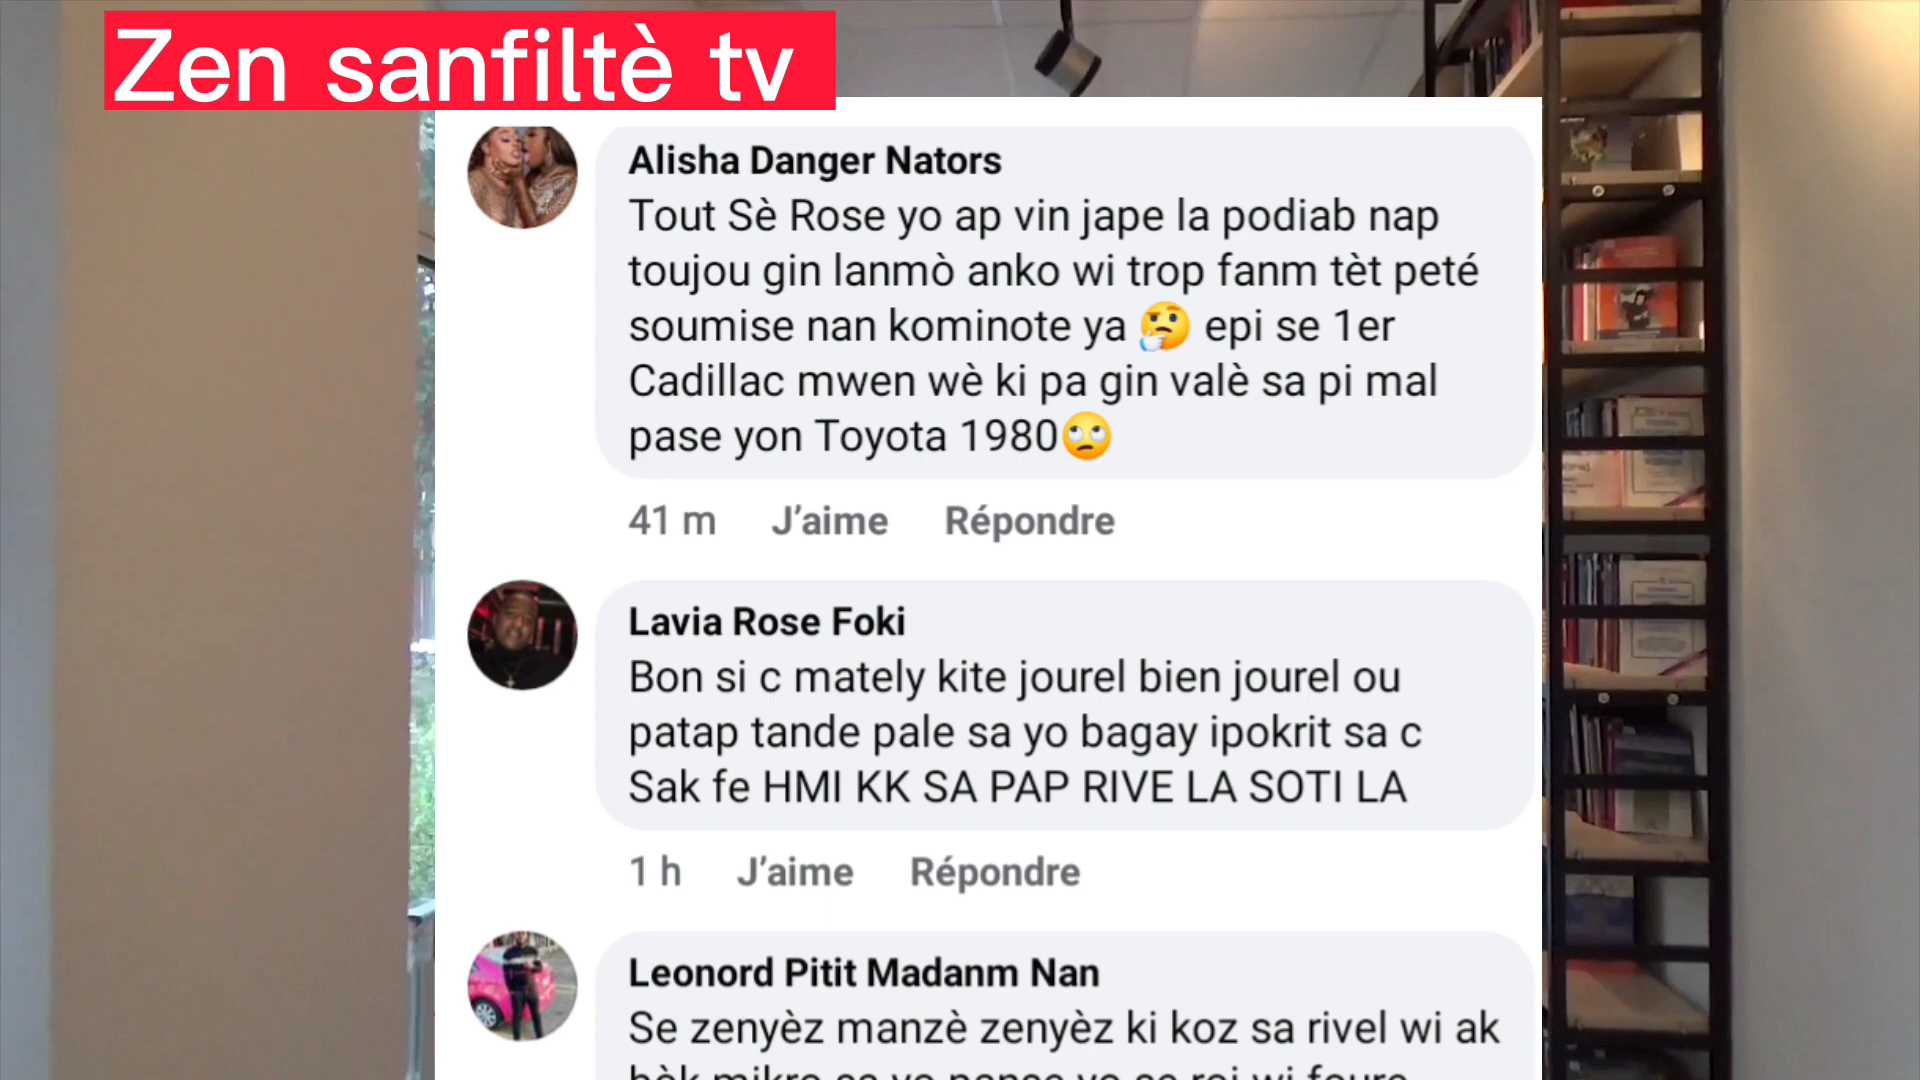 Zen sanfiltè tv
Alisha Danger Nators
Tout Sè Rose yo ap vin jape la podiab nap
toujou gin lanmò anko wi trop fanm tèt peté
soumise nan kominote ya 🤔 epi se 1er
Cadillac mwen wè ki pa gin valè sa pi mal
pase yon Toyota 1980🙄
41 m J’aime Répondre
Lavia Rose Foki
Bon si c mately kite jourel bien jourel ou
patap tande pale sa yo bagay ipokrit sa c
Sak fe HMI KK SA PAP RIVE LA SOTI LA
1 h J’aime Répondre
Leonord Pitit Madanm Nan
Se zenyèz manzè zenyèz ki koz sa rivel wi ak